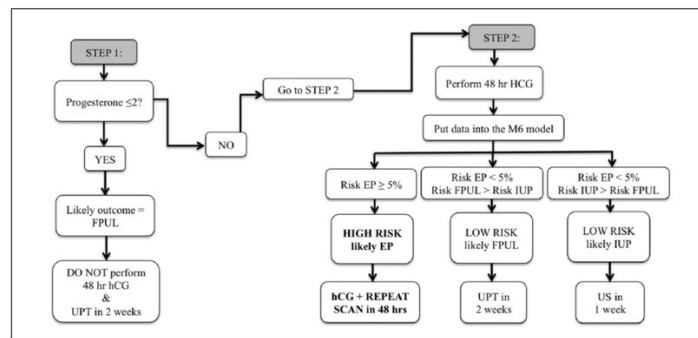 STEP 1:
Progesterone ≤2?
NO
YES
Likely outcome =
FPUL
DO NOT perform
48 hr hCG
&
UPT in 2 weeks
Go to STEP 2
STEP 2:
Perform 48 hr HCG
Put data into the M6 model
Risk EP ≥ 5%
HIGH RISK
likely EP
hCG + REPEAT
SCAN in 48 hrs
Risk EP < 5%
Risk FPUL > Risk IUP
LOW RISK
likely FPUL
UPT in
2 weeks
Risk EP < 5%
Risk IUP > Risk FPUL
LOW RISK
likely IUP
US in
1 week